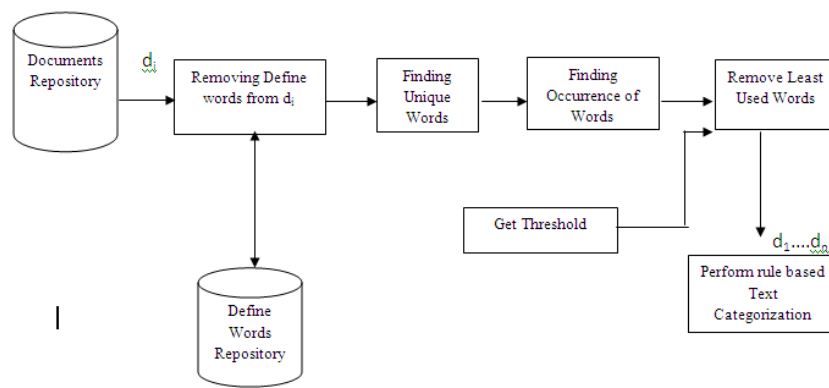 Documents
Repository
di
Removing Define
words from di
Finding
Unique
Words
Finding
Occurrence of
Words
Remove Least
Used Words
Get Threshold
d1....dn
Perform rule based
Text
Categorization
Define
Words
Repository